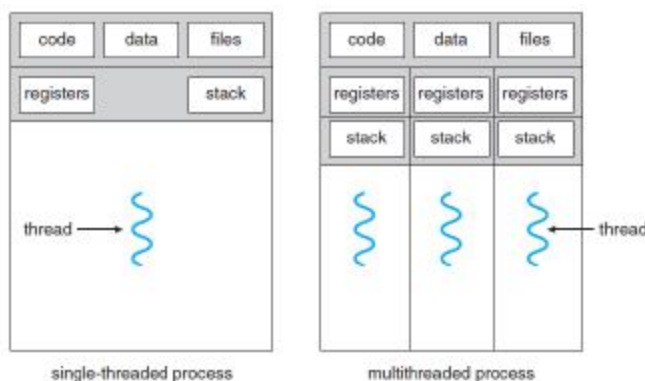 code data files
registers stack
thread
single-threaded process
code data files
registers registers registers
stack stack stack
thread
multithreaded process